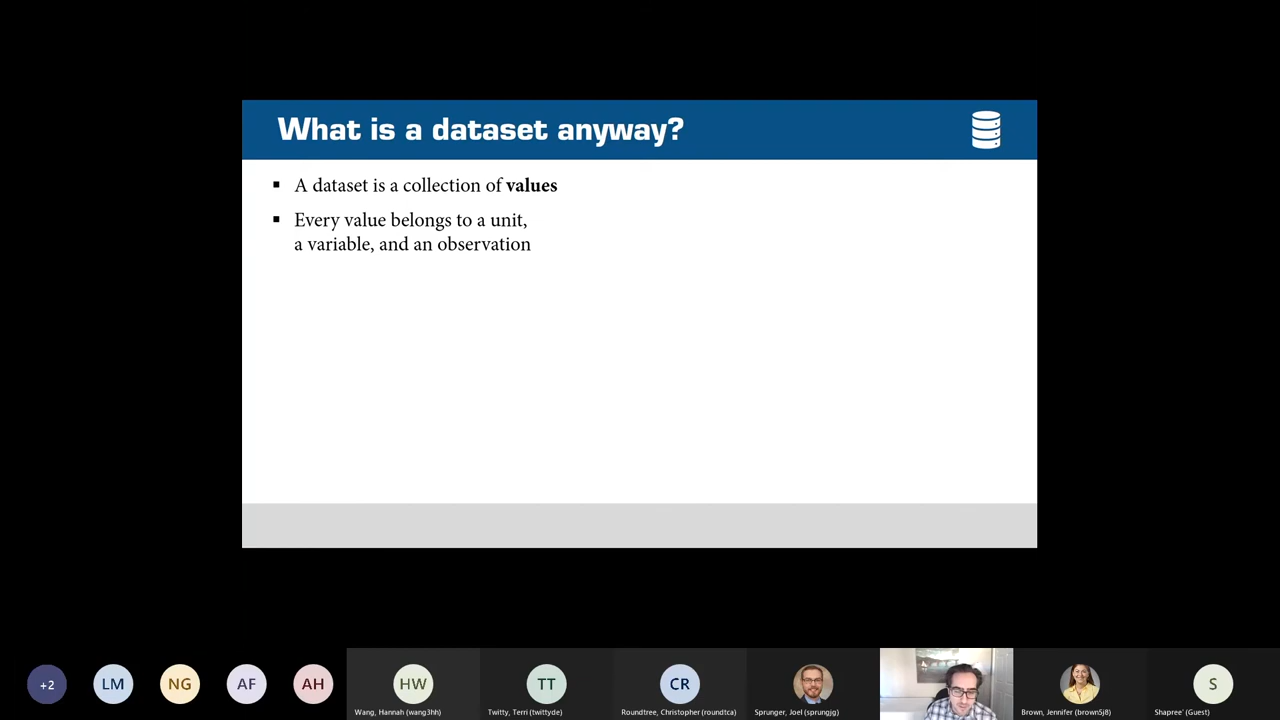 What is a dataset anyway?
▪ A dataset is a collection of values
▪ Every value belongs to a unit,
a variable, and an observation
+2
LM
NG
AF
AH
HW
TT
CR
S
Wang, Hannah (wang3hh)
Twitty, Terri (twittyde)
Roundtree, Christopher (roundtca)
Sprunger, Joel (sprungjg)
Brown, Jennifer (brown5j8)
Shapree' (Guest)